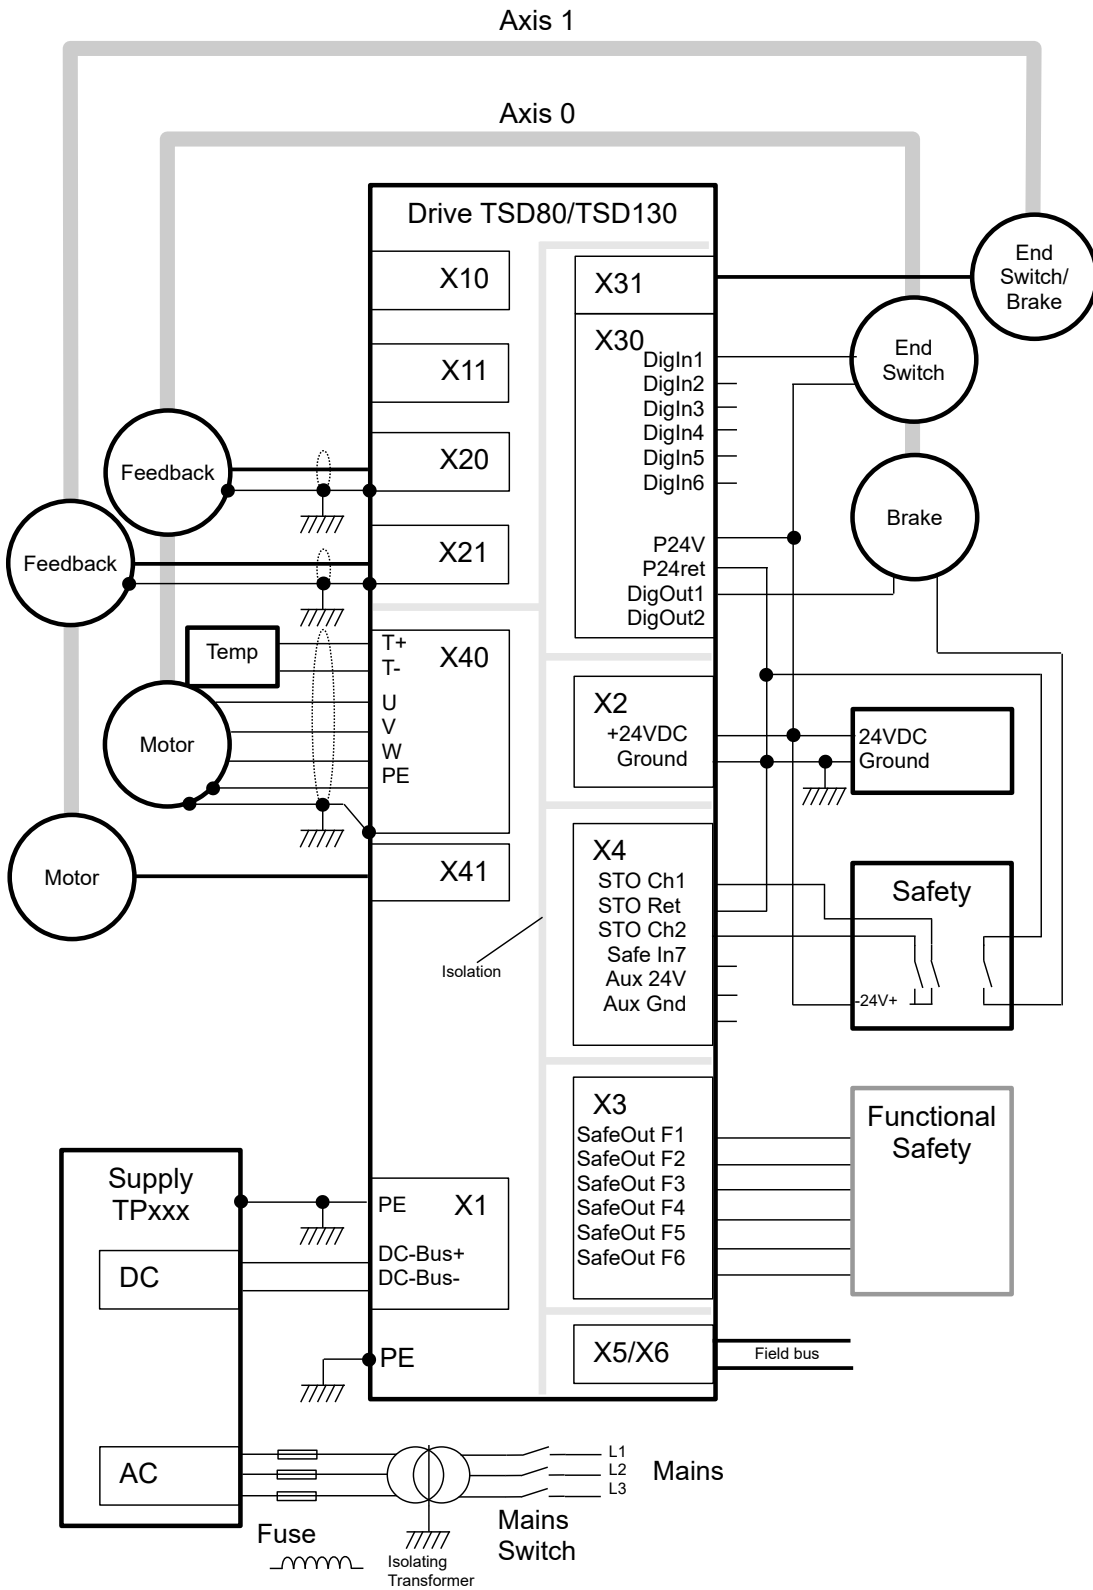 Axis 1
Axis 0
Drive TSD80/TSD130
X10
X11
X20
X21
X40
T+
T-
U
V
W
PE
X41
Isolation
X1
PE
DC-Bus+
DC-Bus-
PE
X31
X30
DigIn1
DigIn2
DigIn3
DigIn4
DigIn5
DigIn6
P24V
P24ret
DigOut1
DigOut2
X2
+24VDC
Ground
X4
STO Ch1
STO Ret
STO Ch2
Safe In7
Aux 24V
Aux Gnd
X3
SafeOut F1
SafeOut F2
SafeOut F3
SafeOut F4
SafeOut F5
SafeOut F6
X5/X6
Field bus
End
Switch/
Brake
End
Switch
Brake
24VDC
Ground
Safety
-24V+
Functional
Safety
Feedback
Feedback
Temp
Motor
Motor
Supply
TPxxx
DC
AC
Fuse
Isolating
Transformer
Mains
Switch
L1
L2
L3
Mains